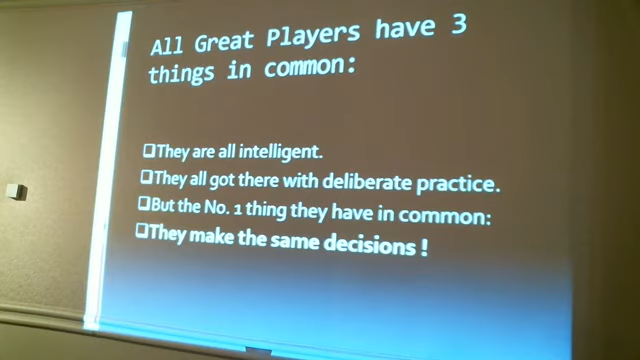 All Great Players have 3
things in common:
❑They are all intelligent.
❑They all got there with deliberate practice.
❑But the No. 1 thing they have in common:
❑They make the same decisions !